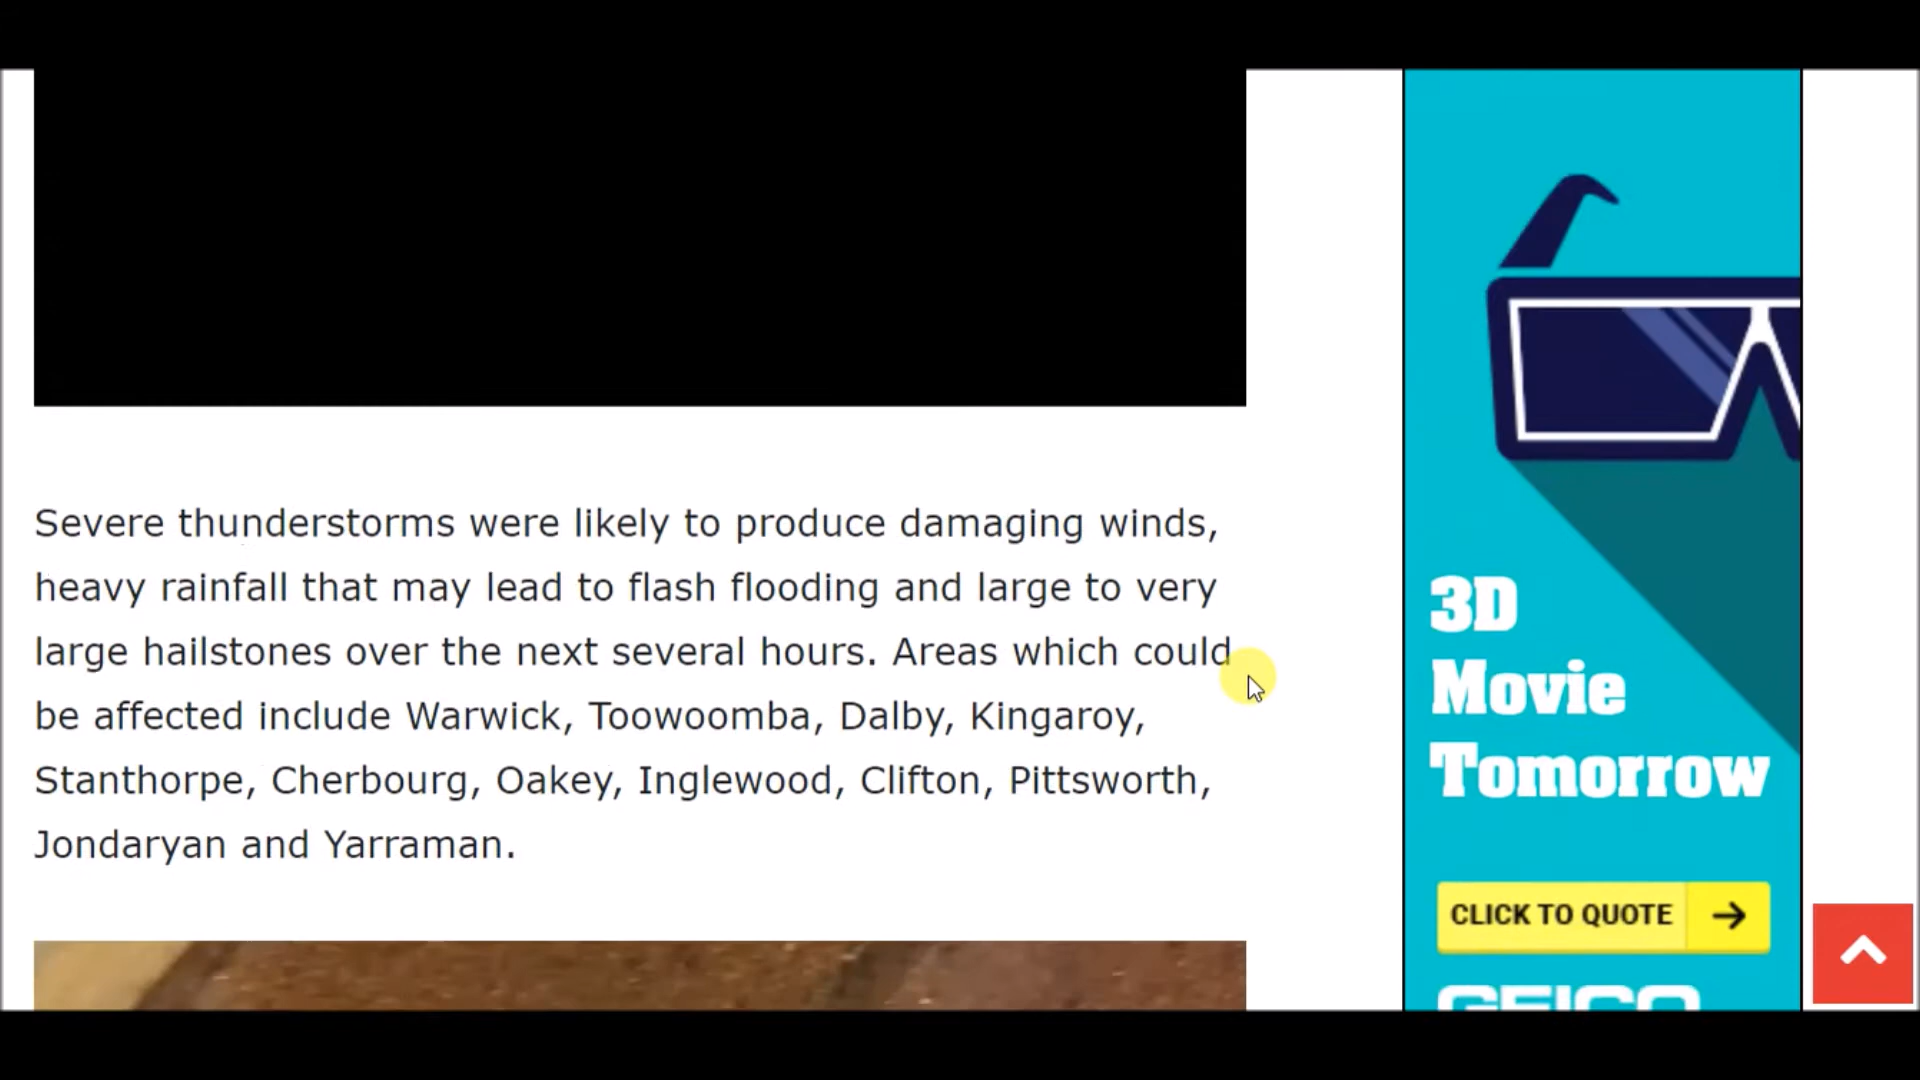 Severe thunderstorms were likely to produce damaging winds,
heavy rainfall that may lead to flash flooding and large to very
large hailstones over the next several hours. Areas which could
be affected include Warwick, Toowoomba, Dalby, Kingaroy,
Stanthorpe, Cherbourg, Oakey, Inglewood, Clifton, Pittsworth,
Jondaryan and Yarraman.
3D
Movie
Tomorrow
CLICK TO QUOTE
GEICO